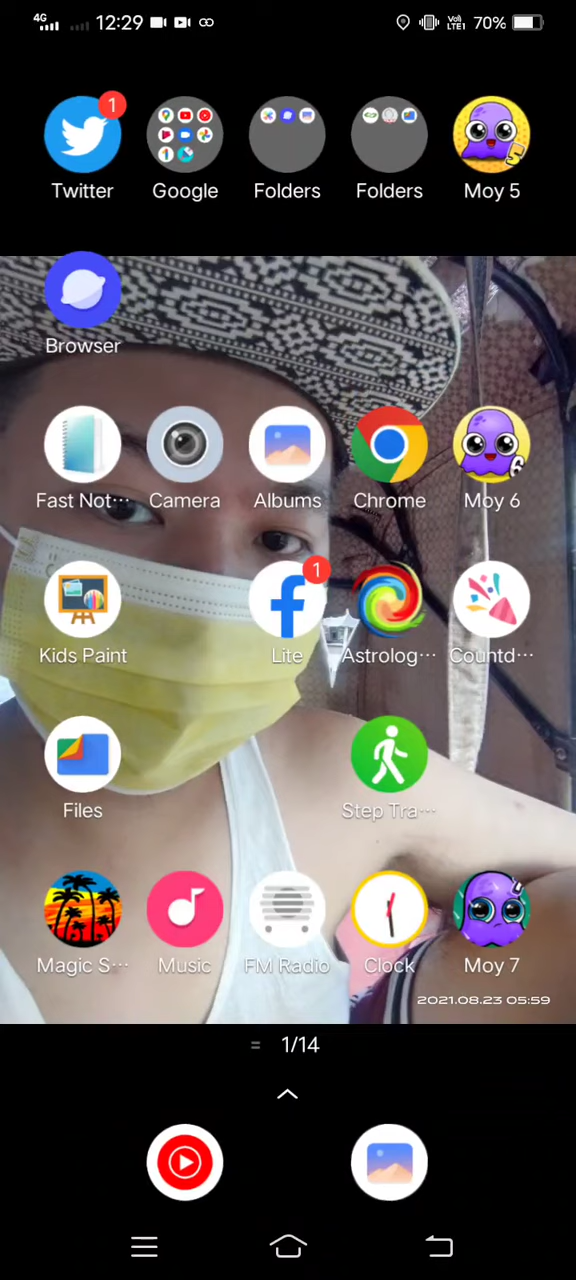 4G 12:29 VoLTE1 70%
1
Twitter Google Folders Folders Moy 5
Browser
Fast Not··· Camera Albums Chrome Moy 6
1
Kids Paint Lite Astrolog··· Countd···
Files Step Tra···
Magic S··· Music FM Radio Clock Moy 7
2021.08.23 05:59
1/14